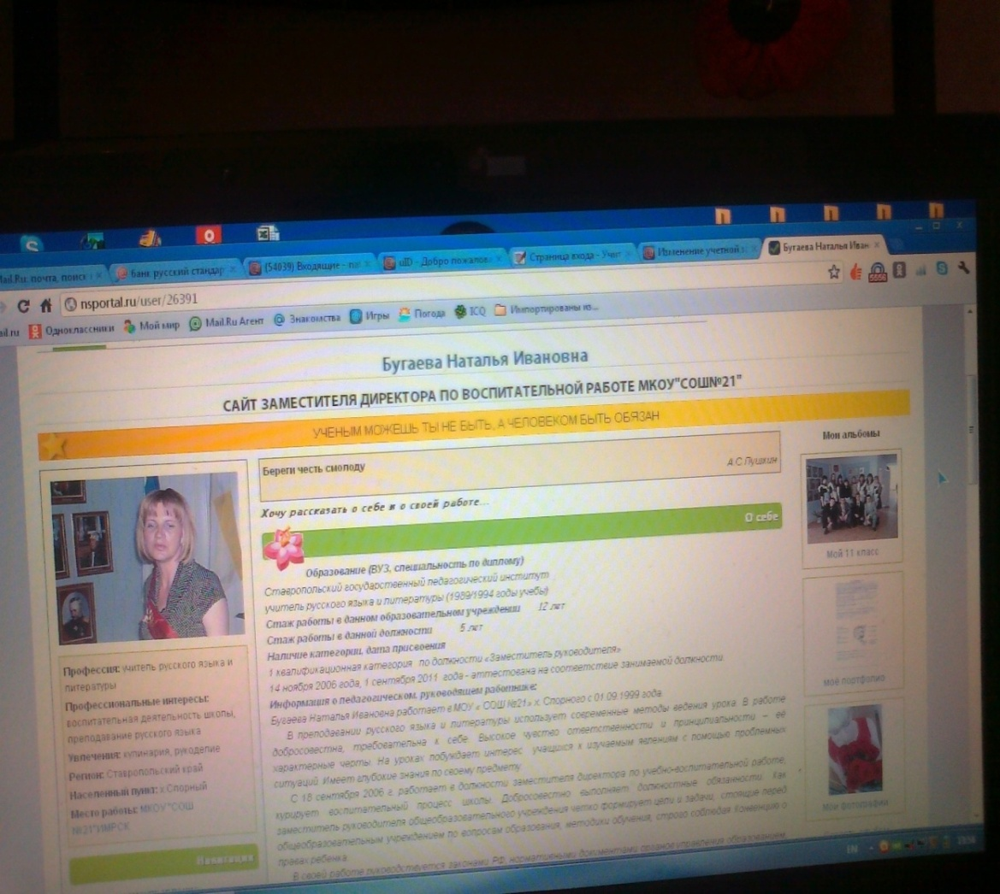 банк русский стандар
(54039) Входящие - по
uID - Добро пожалов
Страница входа - Учит
Изменение учетной з
Бугаева Наталья Иван
nsportal.ru/user/26391
Одноклассники
Мой мир
Mail.Ru Агент
Знакомства
Игры
Погода
ICQ
Импортированы из...
Бугаева Наталья Ивановна
САЙТ ЗАМЕСТИТЕЛЯ ДИРЕКТОРА ПО ВОСПИТАТЕЛЬНОЙ РАБОТЕ МКОУ"СОШ№21"
УЧЕНЫМ МОЖЕШЬ ТЫ НЕ БЫТЬ, А ЧЕЛОВЕКОМ БЫТЬ ОБЯЗАН
Береги честь смолоду
А.С.Пушкин
Хочу рассказать о себе и о своей работе...
О себе
Образование (ВУЗ, специальность по диплому)
Ставропольский государственный педагогический институт
учитель русского языка и литературы (1989/1994 годы учебы)
Стаж работы в данном образовательном учреждении 12 лет
Стаж работы в данной должности 5 лет
Наличие категории, дата присвоения
1 квалификационная категория по должности «Заместитель руководителя»
14 ноября 2006 года, 1 сентября 2011 года - аттестована на соответствие занимаемой должности.
Информация о педагогическом, руководящем работнике:
Бугаева Наталья Ивановна работает в МОУ « СОШ №21» х. Спорного с 01.09.1999 года.
В преподавании русского языка и литературы использует современные методы ведения урока. В работе
добросовестна, требовательна к себе. Высокое чувство ответственности и принципиальности – её
характерные черты. На уроках побуждает интерес учащихся к изучаемым явлениям с помощью проблемных
ситуаций. Имеет глубокие знания по своему предмету.
С 18 сентября 2006 г. работает в должности заместителя директора по учебно-воспитательной работе,
курирует воспитательный процесс школы. Добросовестно выполняет должностные обязанности. Как
заместитель руководителя общеобразовательного учреждения четко формирует цели и задачи, стоящие перед
общеобразовательным учреждением по вопросам образования, методики обучения, строго соблюдая Конвенцию о
правах ребенка.
В своей работе руководствуется законами РФ, нормативными документами органов управления образованием
Профессия: учитель русского языка и
литературы
Профессиональные интересы:
воспитательная деятельность школы,
преподавание русского языка
Увлечения: кулинария, рукоделие
Регион: Ставропольский край
Населенный пункт: х.Спорный
Место работы: МКОУ"СОШ
№21"ИМРСК
Навигация
Мои альбомы
Мой 11 класс
моё портфолио
Мои фотографии
EN